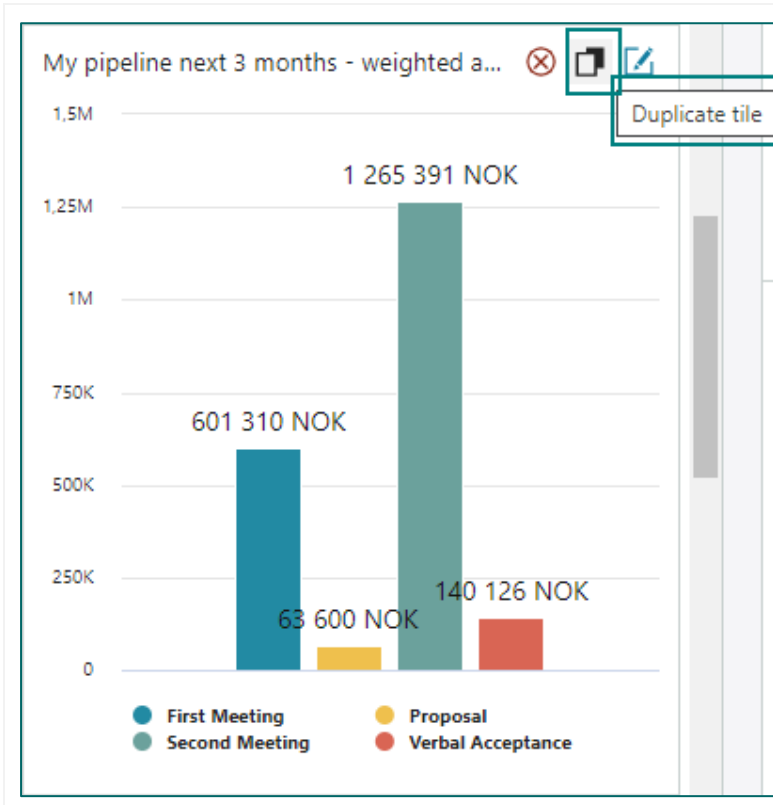 My pipeline next 3 months - weighted a...
Duplicate tile
1,5M
1 265 391 NOK
1,25M
1M
750K
601 310 NOK
500K
250K
140 126 NOK
63 600 NOK
0
First Meeting
Proposal
Second Meeting
Verbal Acceptance